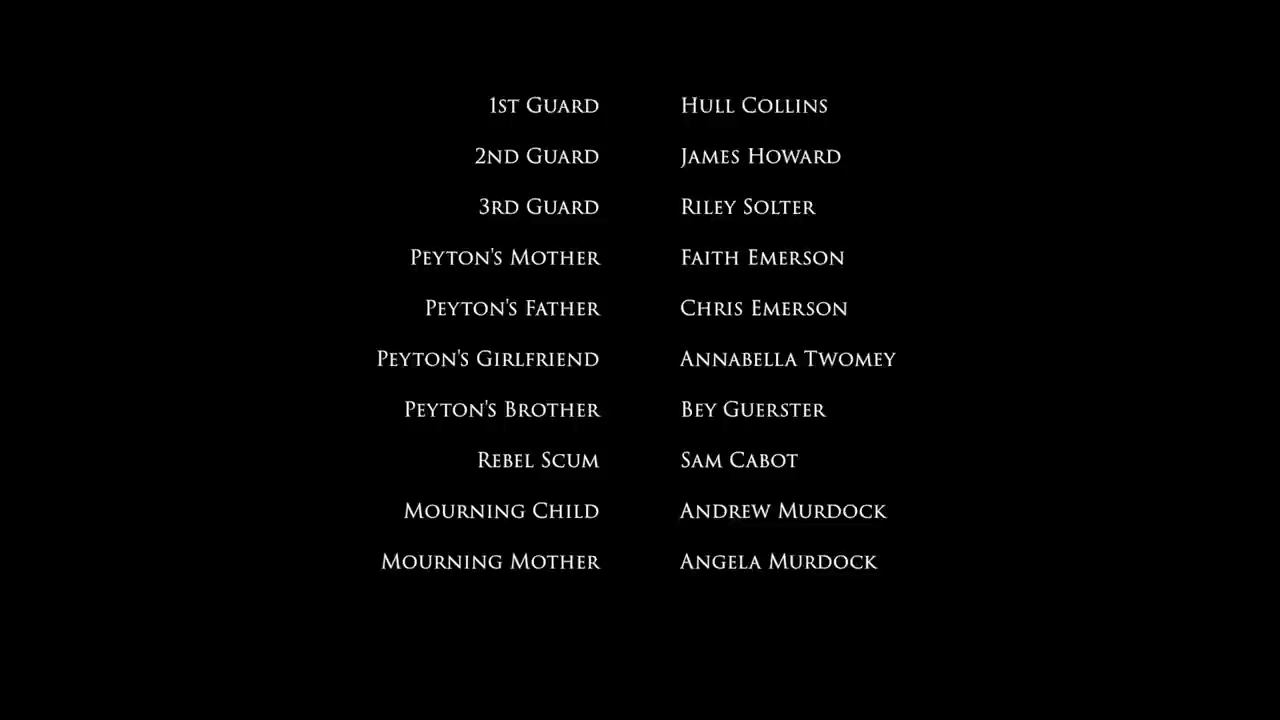 1st Guard Hull Collins
2nd Guard James Howard
3rd Guard Riley Solter
Peyton's Mother Faith Emerson
Peyton's Father Chris Emerson
Peyton's Girlfriend Annabella Twomey
Peyton's Brother Bey Guerster
Rebel Scum Sam Cabot
Mourning Child Andrew Murdock
Mourning Mother Angela Murdock